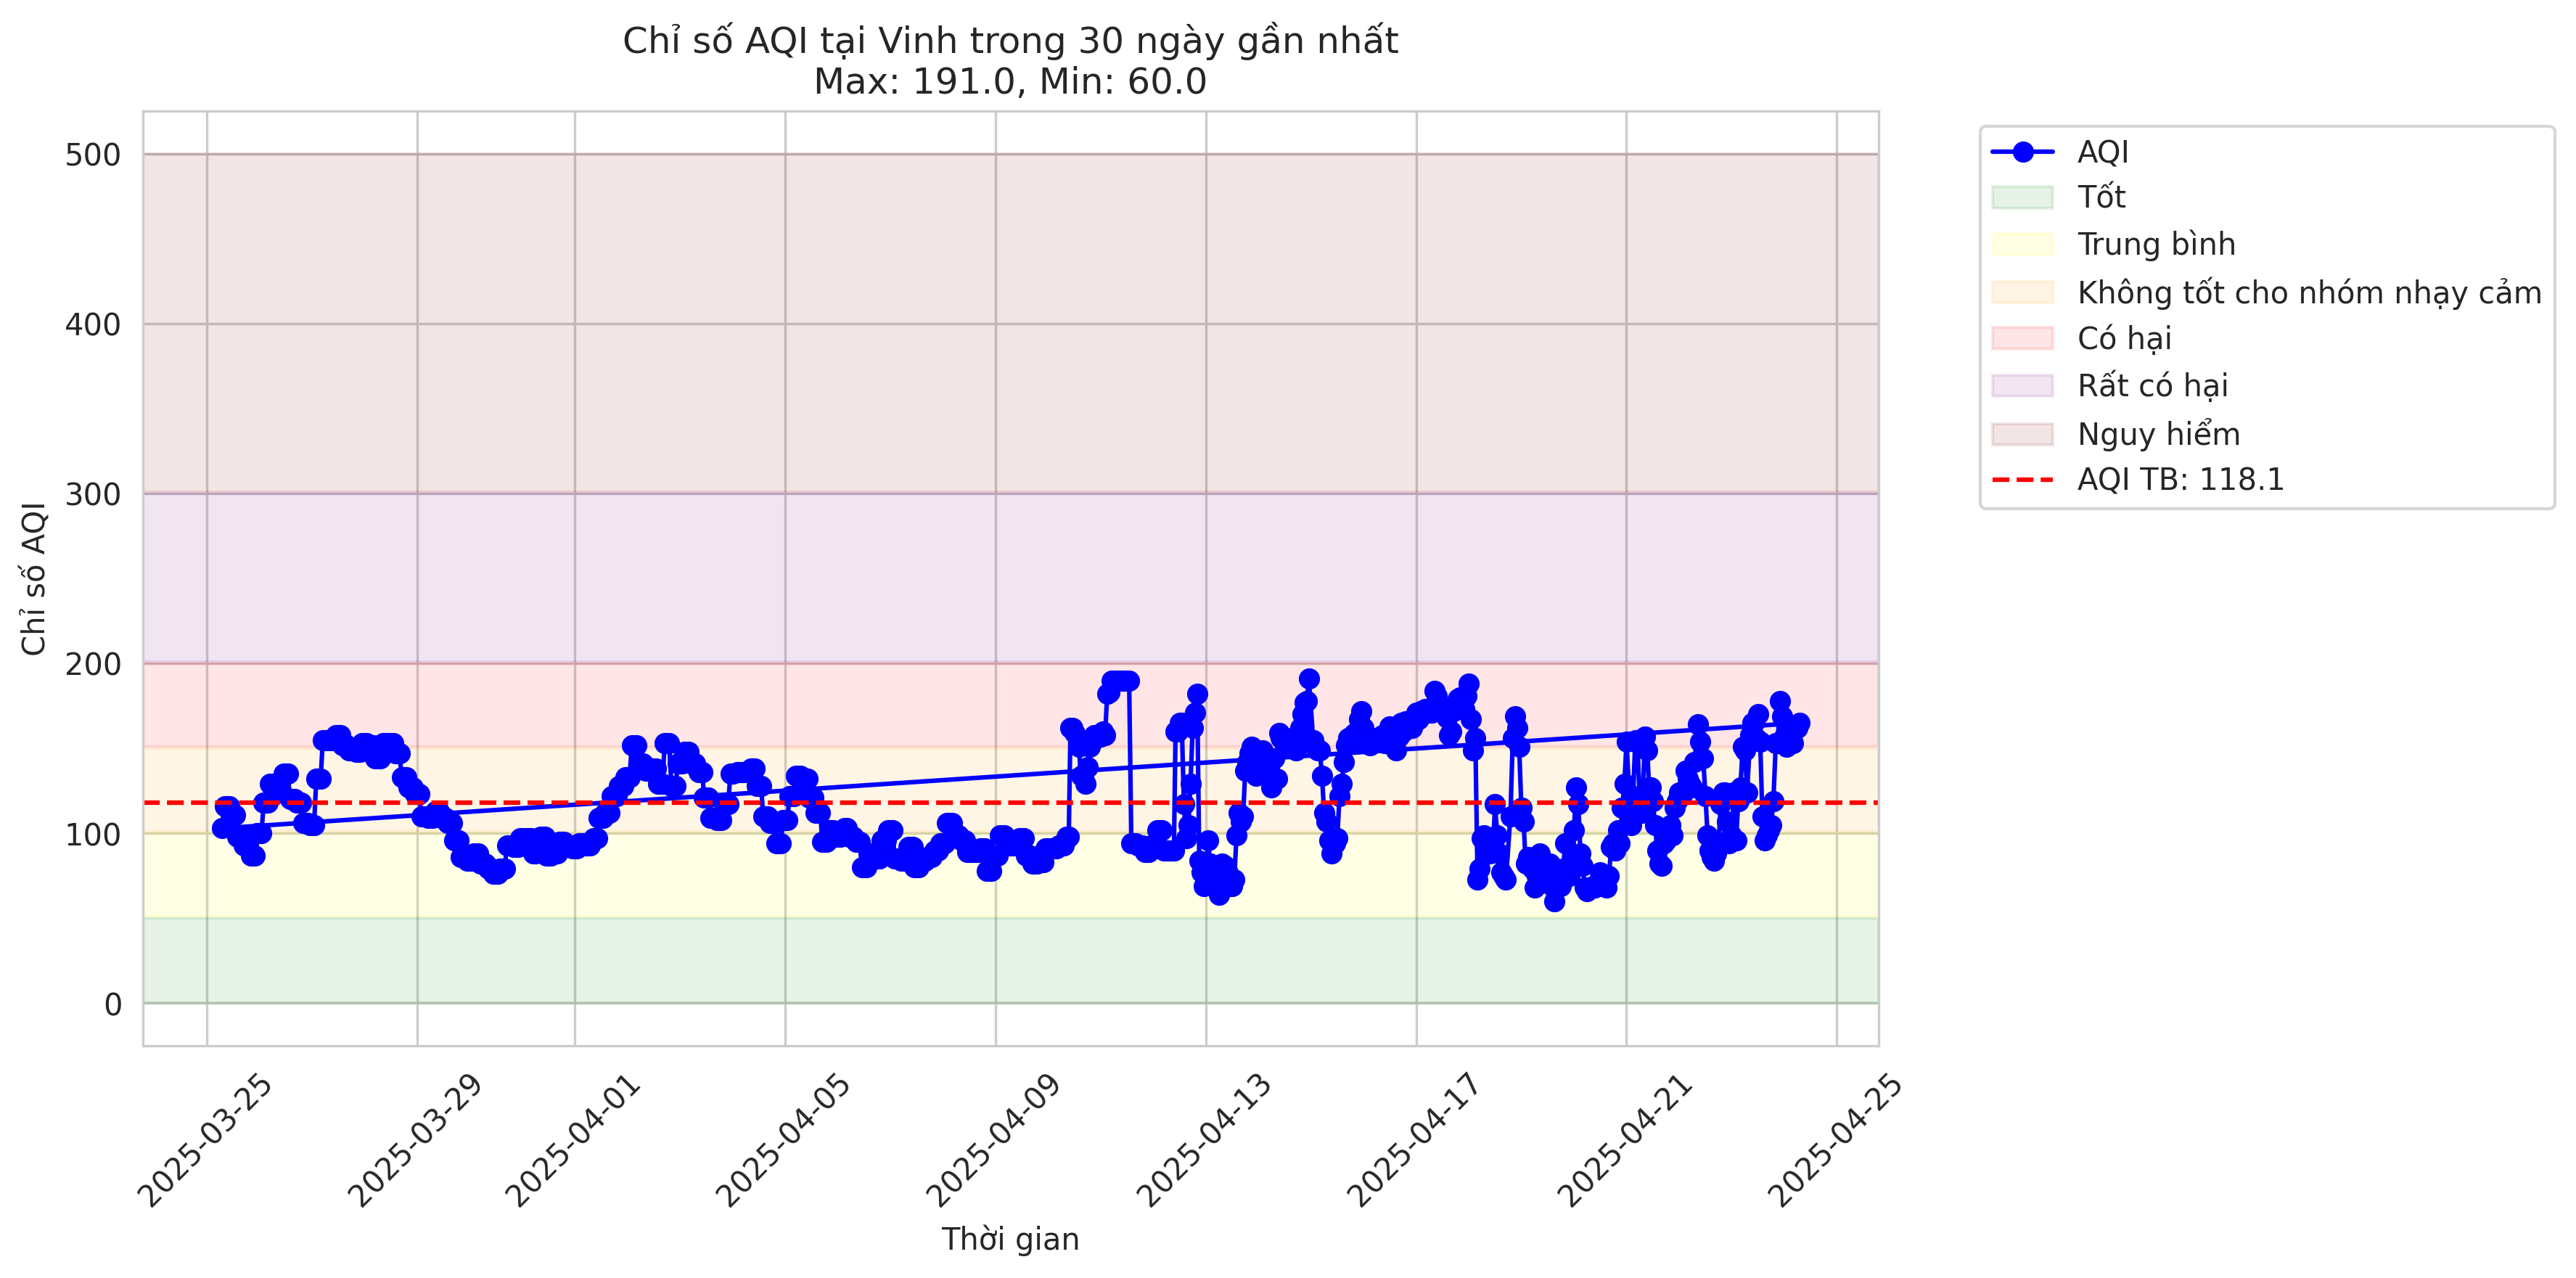 Chỉ số AQI tại Vinh trong 30 ngày gần nhất
Max: 191.0, Min: 60.0
Chỉ số AQI
500
400
300
200
100
0
2025-03-25
2025-03-29
2025-04-01
2025-04-05
2025-04-09
2025-04-13
2025-04-17
2025-04-21
2025-04-25
Thời gian
AQI
Tốt
Trung bình
Không tốt cho nhóm nhạy cảm
Có hại
Rất có hại
Nguy hiểm
AQI TB: 118.1